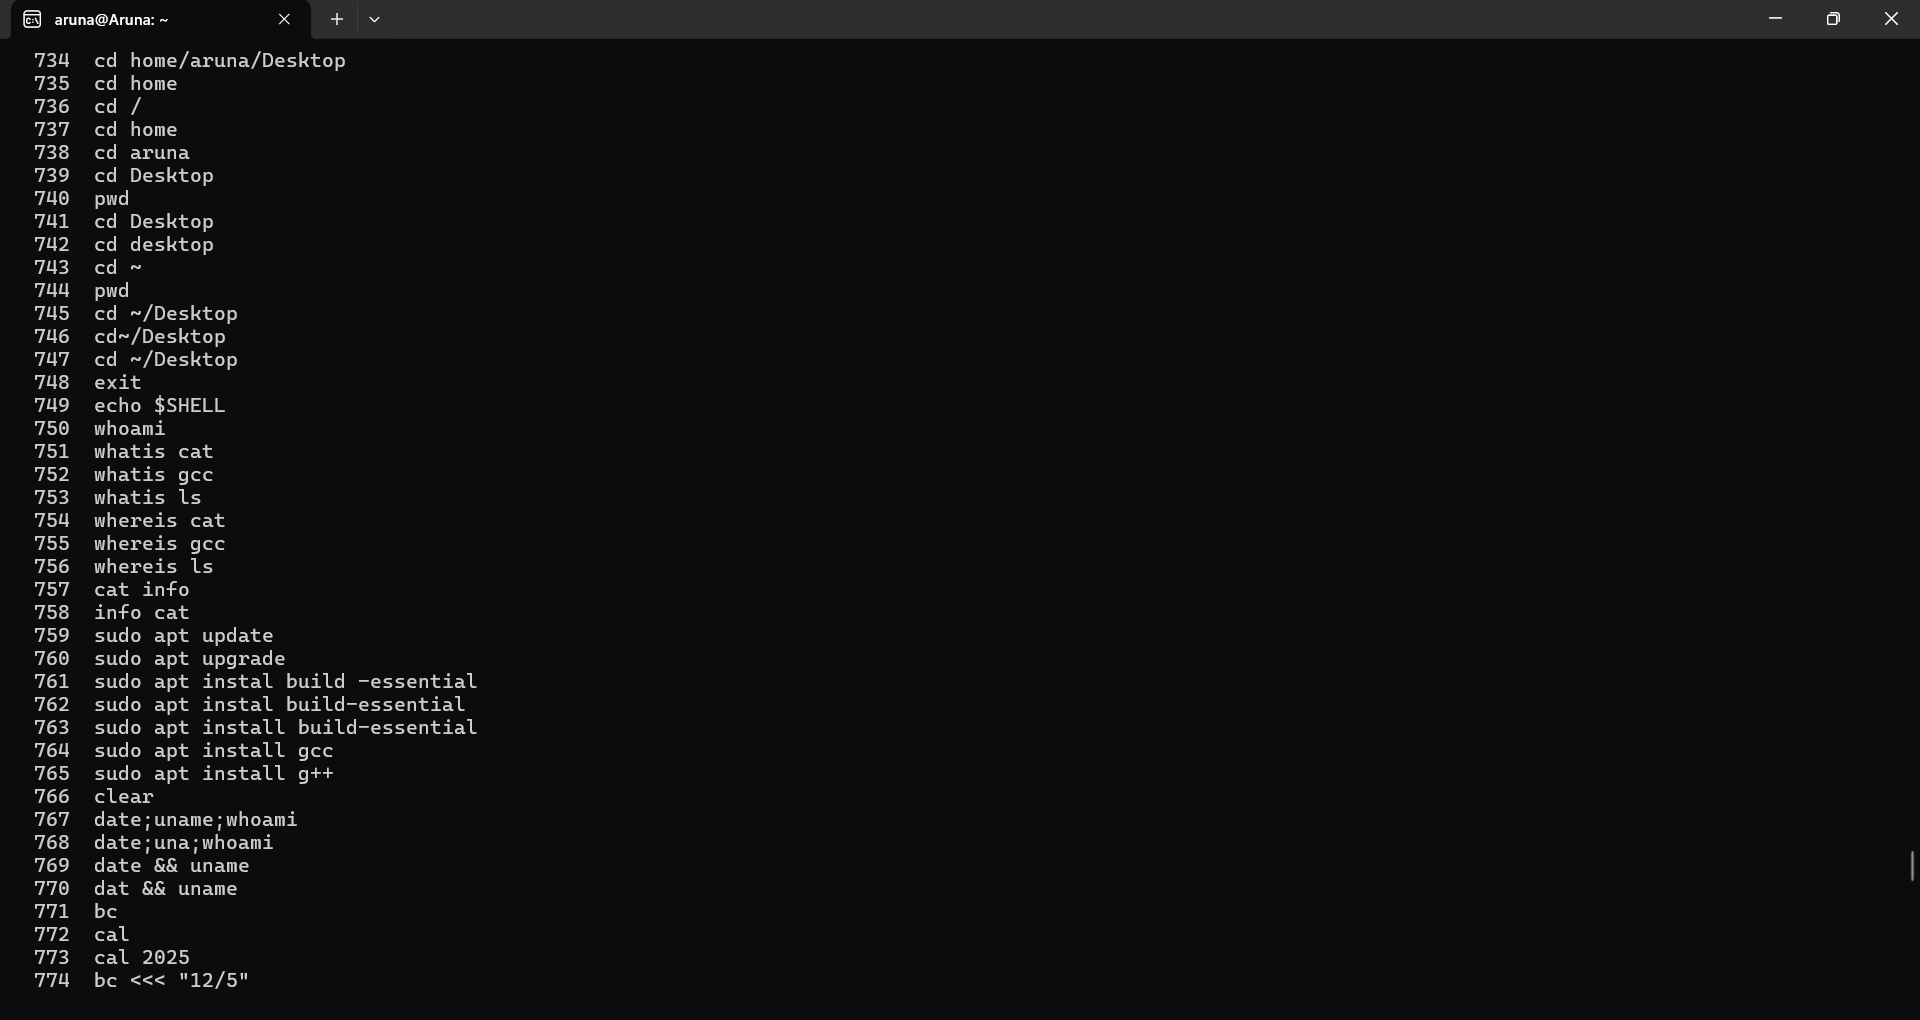 aruna@Aruna: ~
734 cd home/aruna/Desktop
735 cd home
736 cd /
737 cd home
738 cd aruna
739 cd Desktop
740 pwd
741 cd Desktop
742 cd desktop
743 cd ~
744 pwd
745 cd ~/Desktop
746 cd~/Desktop
747 cd ~/Desktop
748 exit
749 echo $SHELL
750 whoami
751 whatis cat
752 whatis gcc
753 whatis ls
754 whereis cat
755 whereis gcc
756 whereis ls
757 cat info
758 info cat
759 sudo apt update
760 sudo apt upgrade
761 sudo apt instal build -essential
762 sudo apt instal build-essential
763 sudo apt install build-essential
764 sudo apt install gcc
765 sudo apt install g++
766 clear
767 date;uname;whoami
768 date;una;whoami
769 date && uname
770 dat && uname
771 bc
772 cal
773 cal 2025
774 bc <<< "12/5"